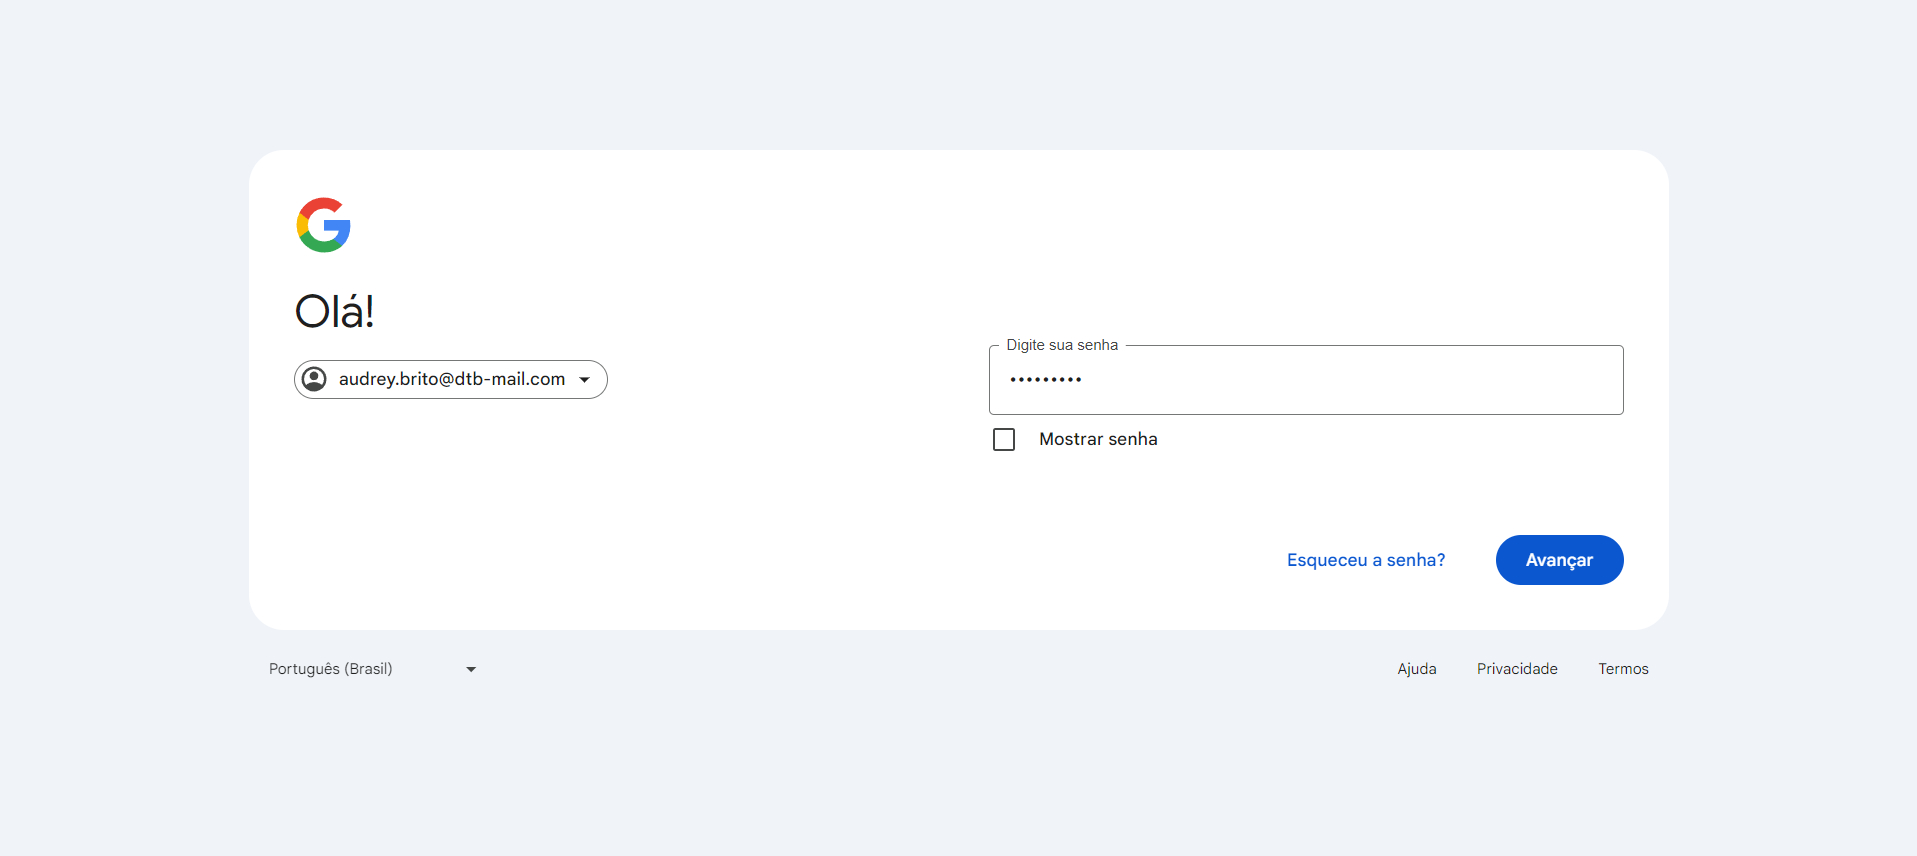 Olá!
audrey.brito@dtb-mail.com
Digite sua senha
•••••••••
Mostrar senha
Esqueceu a senha?
Avançar
Português (Brasil)
Ajuda
Privacidade
Termos